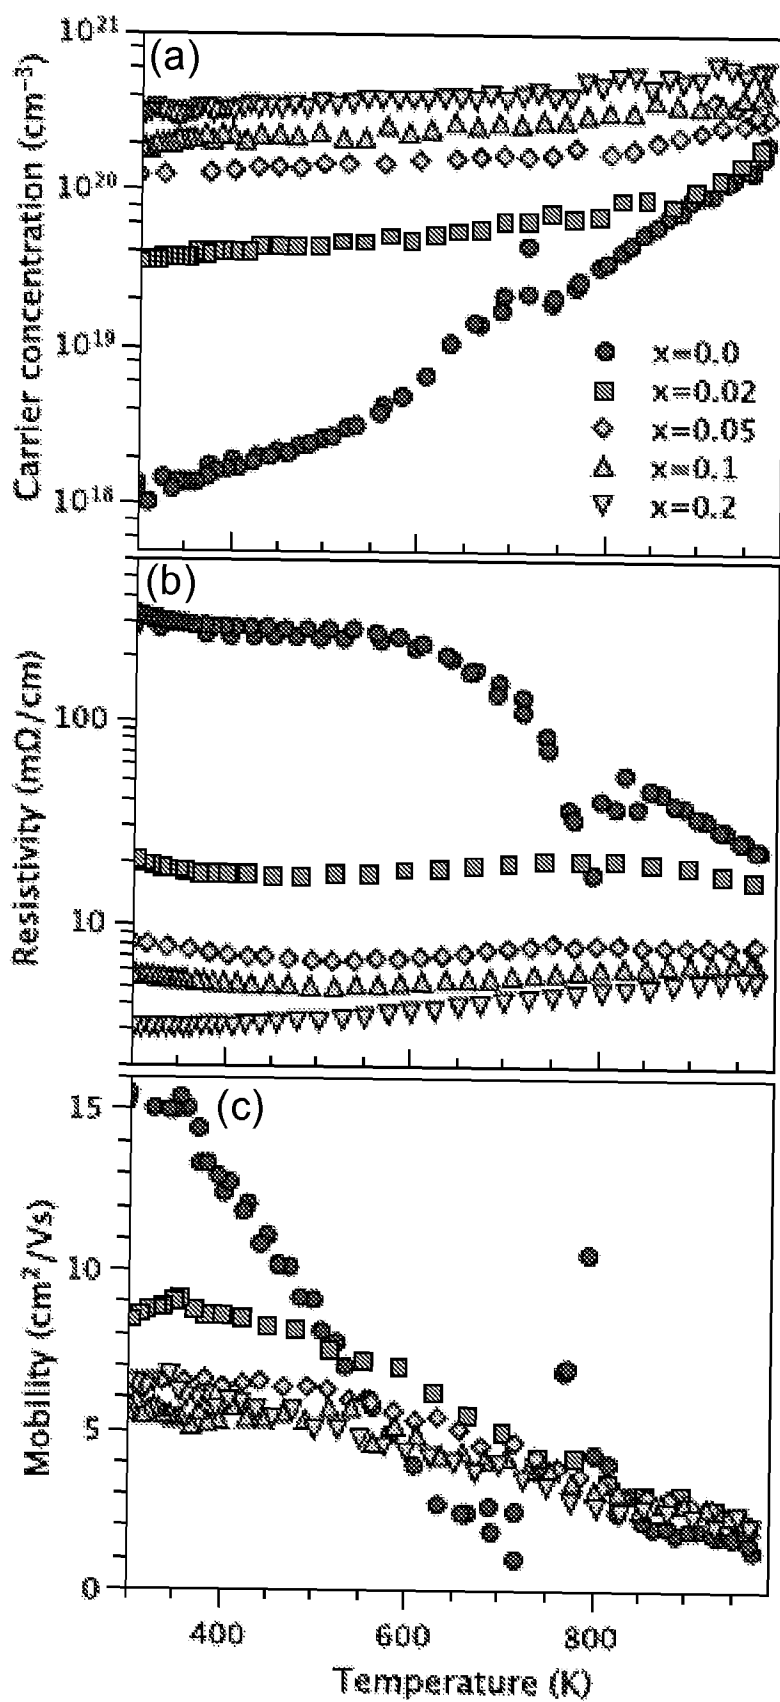 (a)
10²¹
10²⁰
10¹⁹
10¹⁸
Carrier concentration (cm⁻³)
x=0.0
x=0.02
x=0.05
x=0.1
x=0.2
(b)
100
10
Resistivity (mΩ/cm)
(c)
15
10
5
0
Mobility (cm²/Vs)
400
600
800
Temperature (K)